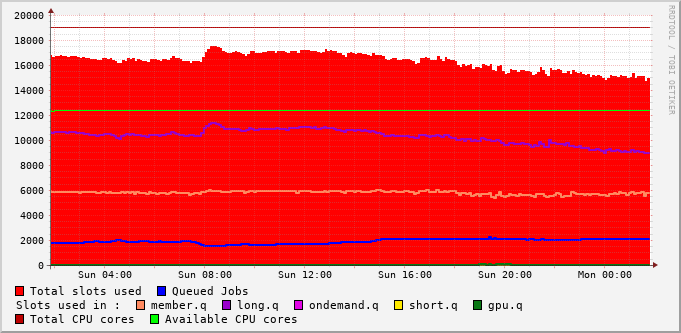 RRDTOOL / TOBI OETIKER
20000
18000
16000
14000
12000
10000
8000
6000
4000
2000
0
Sun 04:00 Sun 08:00 Sun 12:00 Sun 16:00 Sun 20:00 Mon 00:00
Total slots used Queued Jobs
Slots used in : member.q long.q ondemand.q short.q gpu.q
Total CPU cores Available CPU cores